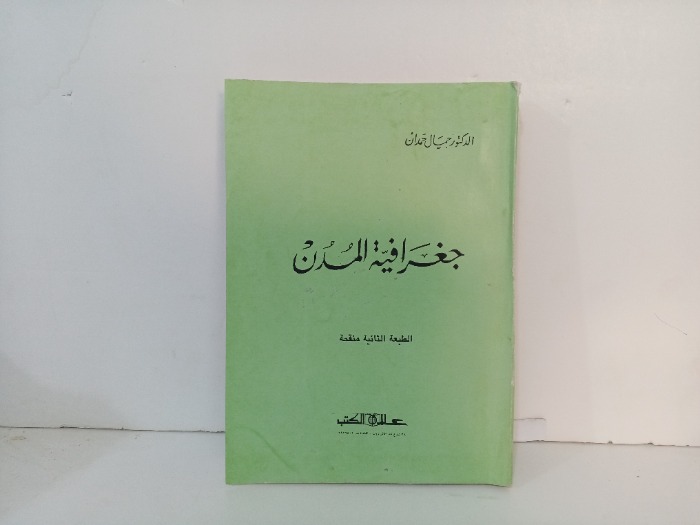 الدكتور جمال حمدان
جغرافية المدن
الطبعة الثانية منقحة
عالم الكتب